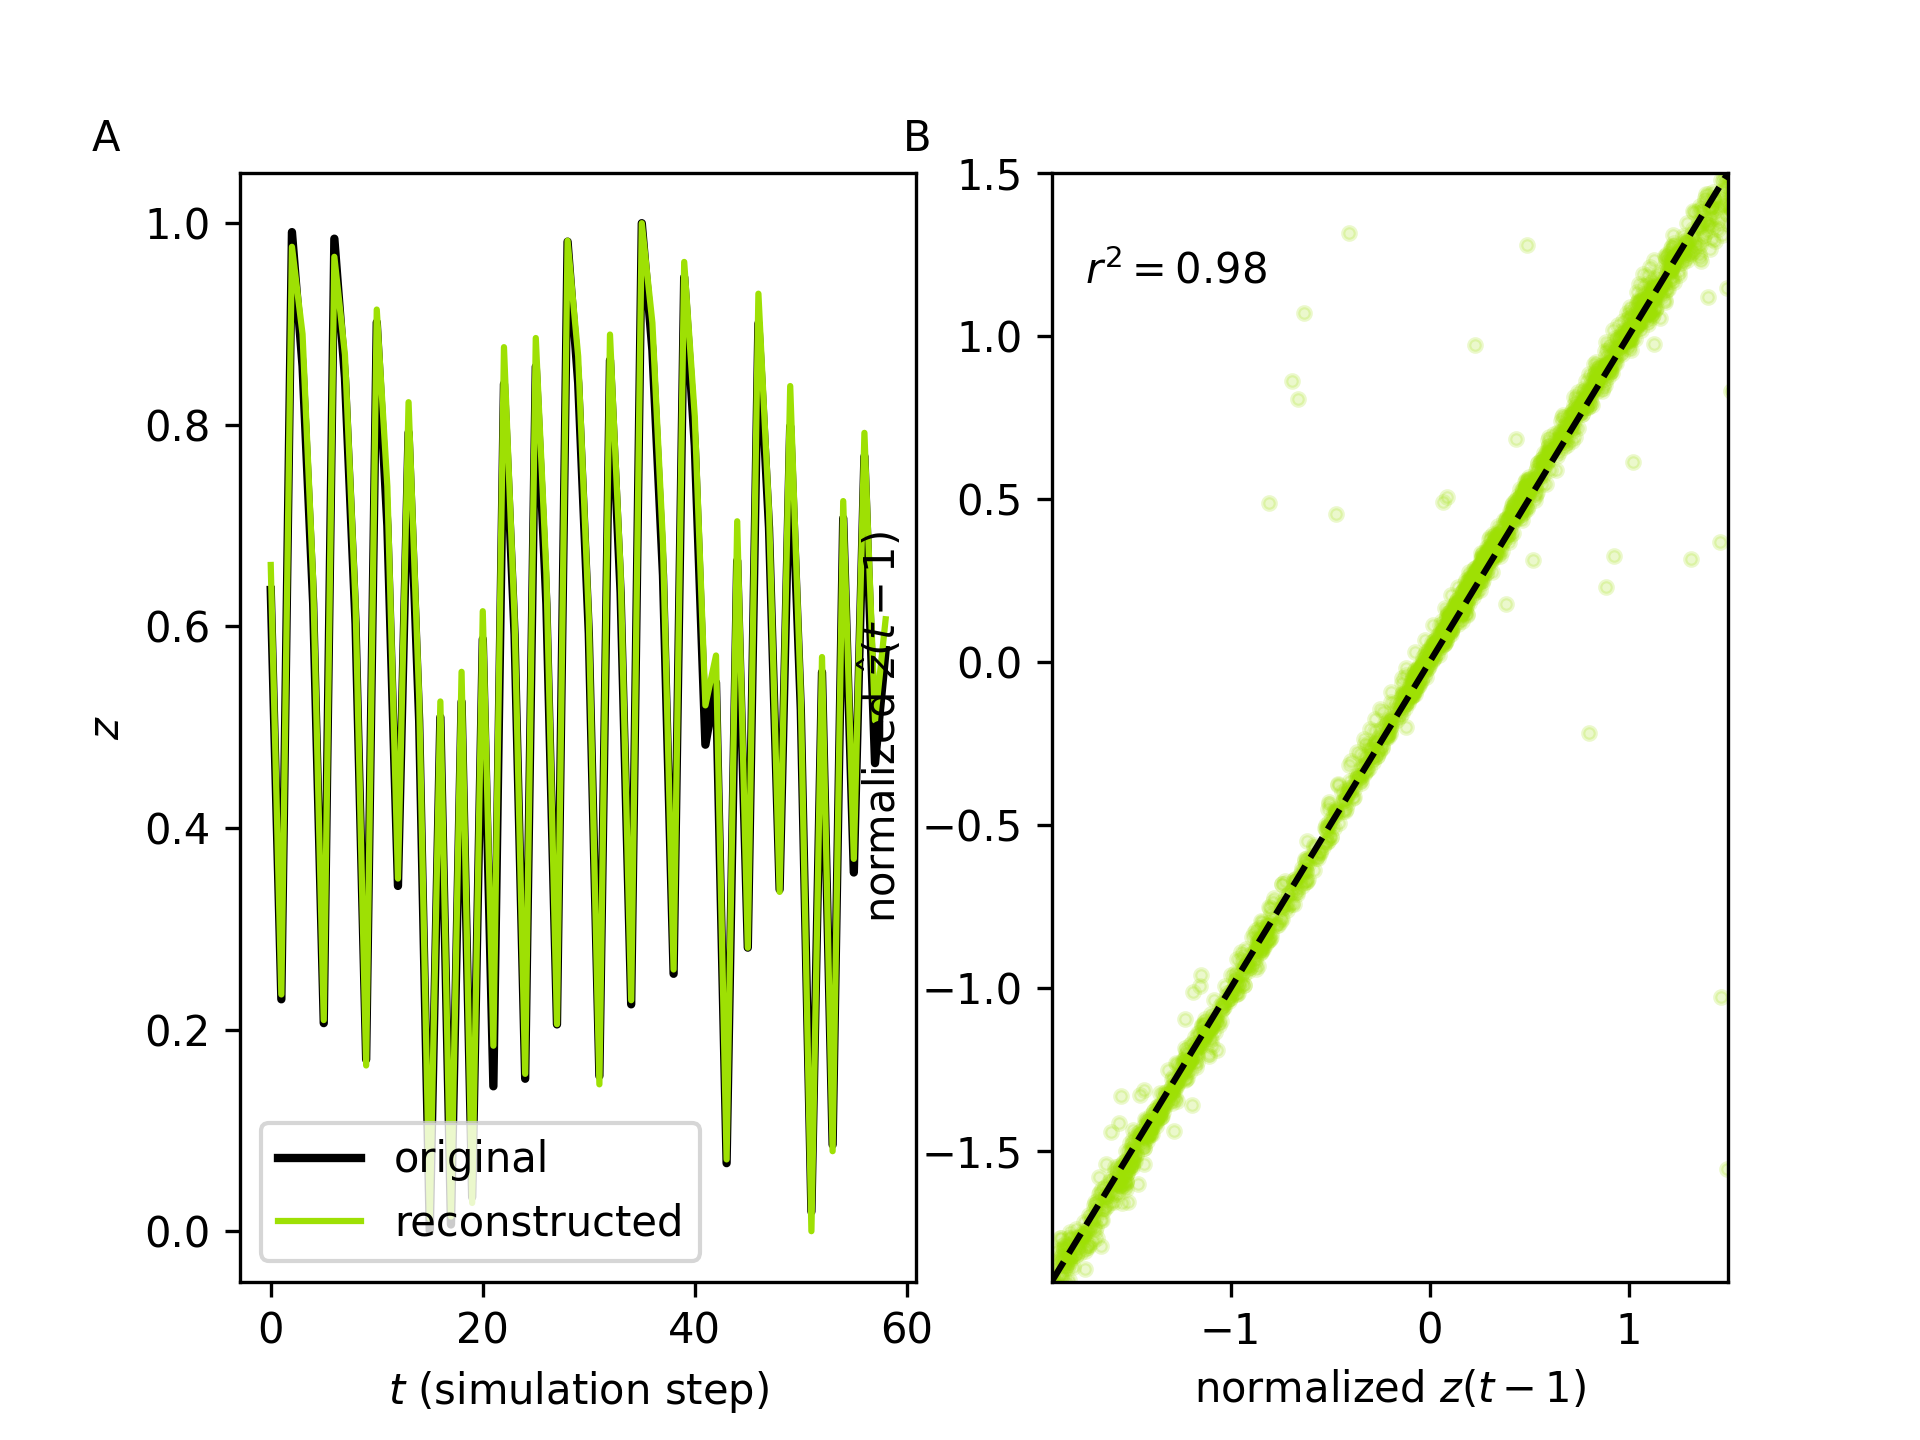 A
B
1.0
0.8
0.6
0.4
0.2
0.0
z
original
reconstructed
0 20 40 60
t (simulation step)
1.5
1.0
0.5
0.0
−0.5
−1.0
−1.5
normalized ẑ(t − 1)
r² = 0.98
−1 0 1
normalized z(t − 1)